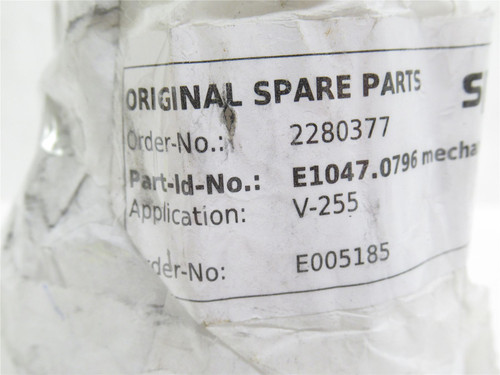 ORIGINAL SPARE PARTS
Order-No.: 2280377
Part-Id-No.: E1047.0796 mecha
Application: V-255
rder-No: E005185